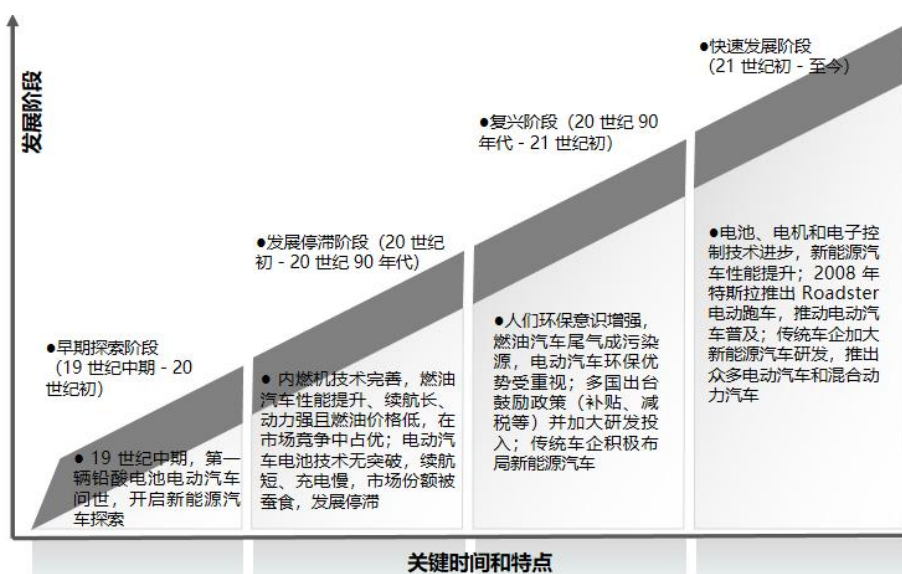 发展阶段
●早期探索阶段
（19 世纪中期 - 20
世纪初）
● 19 世纪中期，第一
辆铅酸电池电动汽车
问世，开启新能源汽
车探索
●发展停滞阶段（20 世纪
初 - 20 世纪 90 年代）
● 内燃机技术完善，燃油
汽车性能提升、续航长、
动力强且燃油价格低，在
市场竞争中占优；电动汽
车电池技术无突破，续航
短、充电慢，市场份额被
蚕食，发展停滞
●复兴阶段（20 世纪 90
年代 - 21 世纪初）
●人们环保意识增强，
燃油汽车尾气成污染
源，电动汽车环保优
势受重视；多国出台
鼓励政策（补贴、减
税等）并加大研发投
入；传统车企积极布
局新能源汽车
●快速发展阶段
（21 世纪初 - 至今）
●电池、电机和电子控
制技术进步，新能源汽
车性能提升；2008 年
特斯拉推出 Roadster
电动跑车，推动电动汽
车普及；传统车企加大
新能源汽车研发，推出
众多电动汽车和混合动
力汽车
关键时间和特点